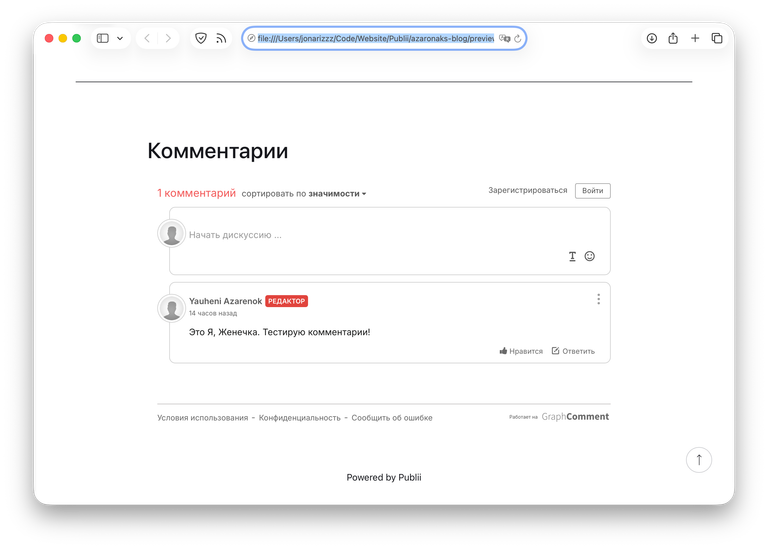 file:///Users/jonarizzz/Code/Website/Publii/azaronaks-blog/preview
Комментарии
1 комментарий сортировать по значимости
Зарегистрироваться Войти
Начать дискуссию ...
Yauheni Azarenok РЕДАКТОР
14 часов назад
Это Я, Женечка. Тестирую комментарии!
Нравится Ответить
Условия использования - Конфиденциальность - Сообщить об ошибке
Работает на GraphComment
Powered by Publii